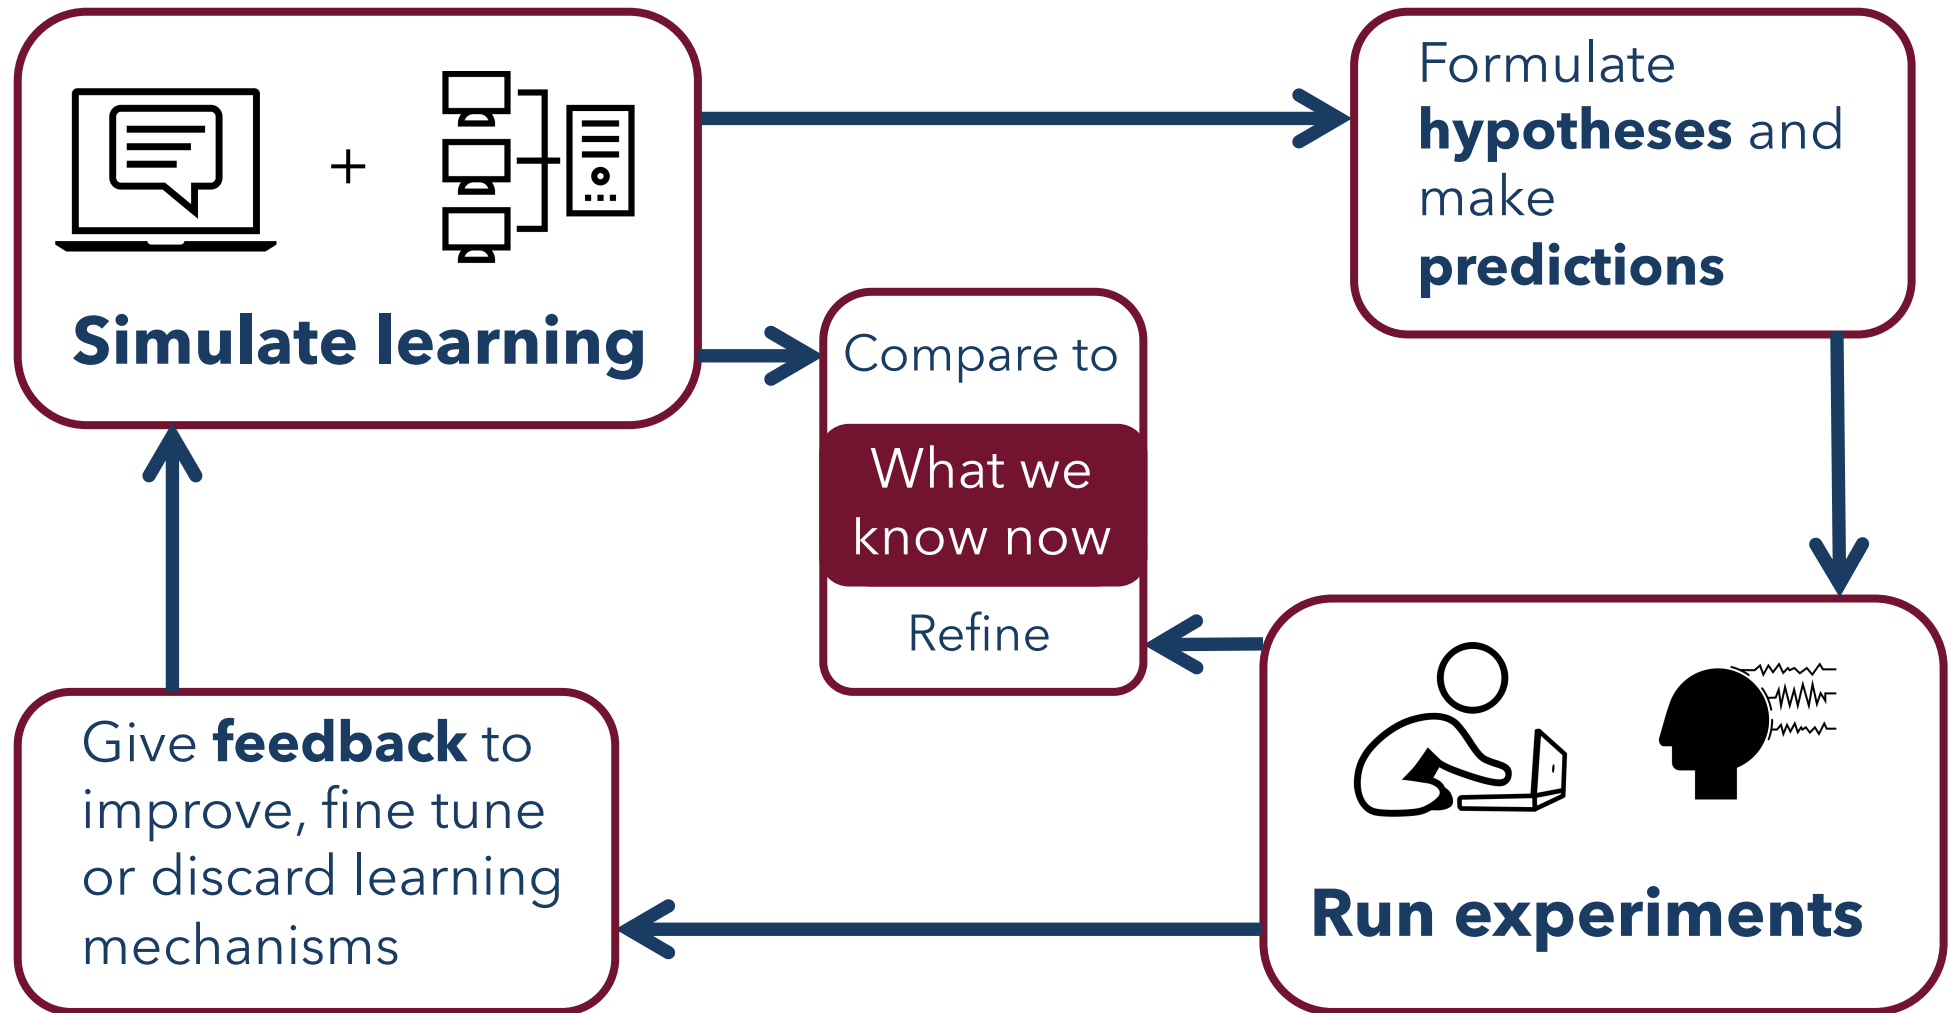 +
Simulate learning
Formulate
hypotheses and
make
predictions
Compare to
What we
know now
Refine
Give feedback to
improve, fine tune
or discard learning
mechanisms
Run experiments